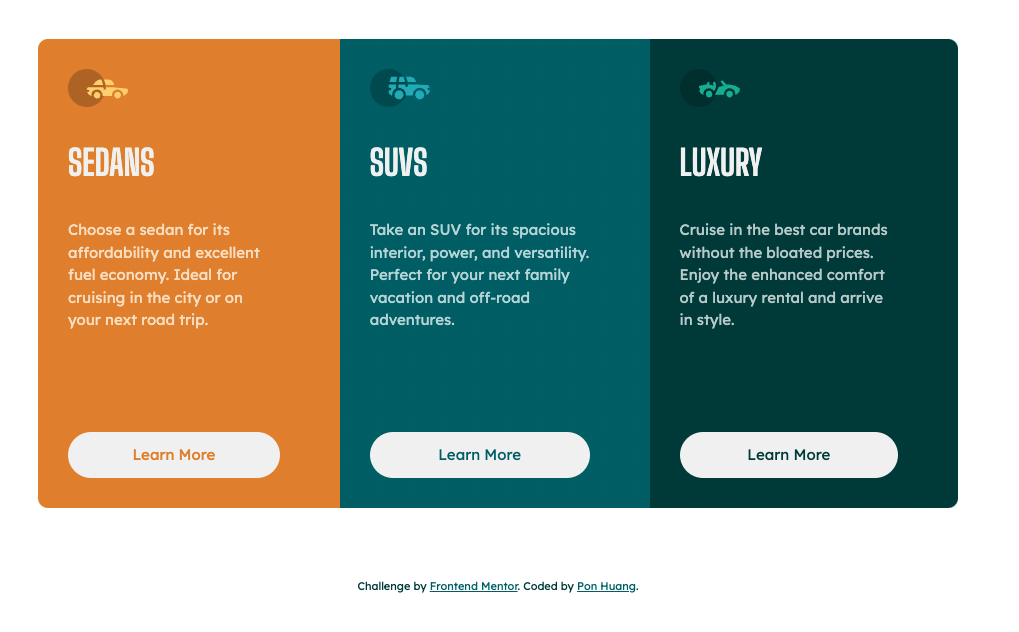 SEDANS
Choose a sedan for its
affordability and excellent
fuel economy. Ideal for
cruising in the city or on
your next road trip.
Learn More
SUVS
Take an SUV for its spacious
interior, power, and versatility.
Perfect for your next family
vacation and off-road
adventures.
Learn More
LUXURY
Cruise in the best car brands
without the bloated prices.
Enjoy the enhanced comfort
of a luxury rental and arrive
in style.
Learn More
Challenge by Frontend Mentor. Coded by Pon Huang.